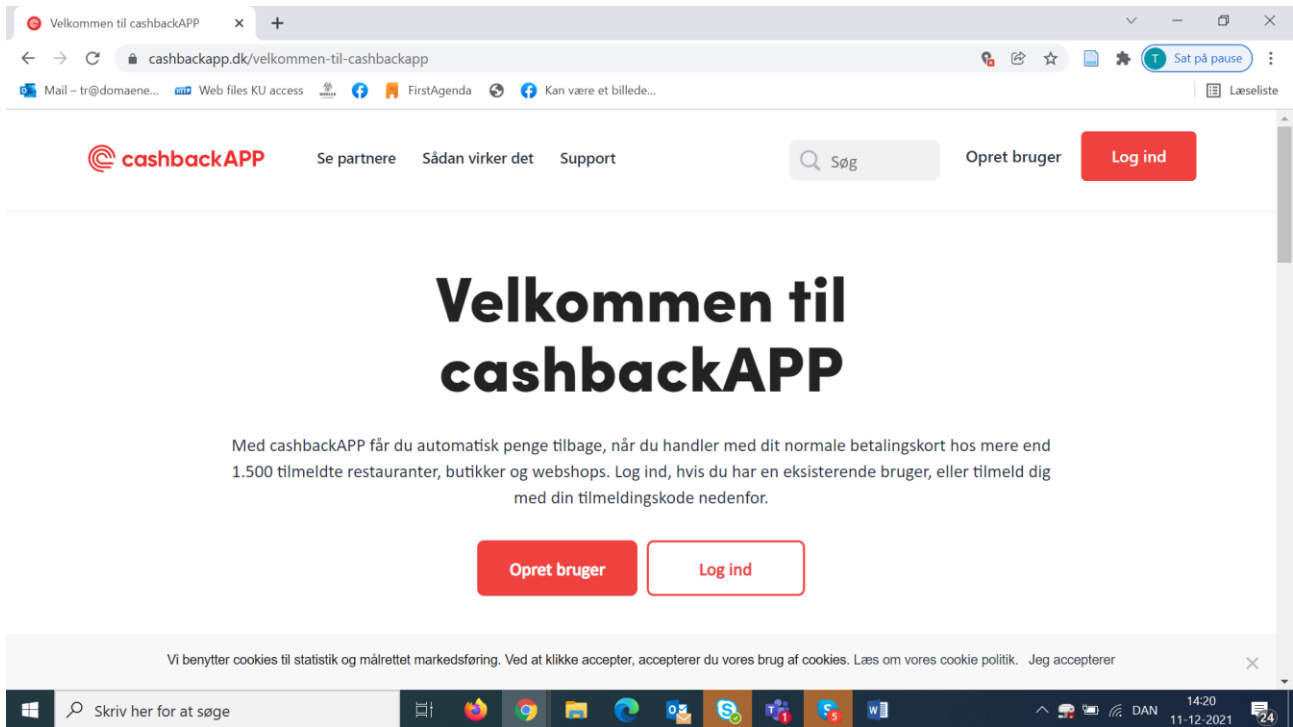 Velkommen til cashbackAPP
cashbackapp.dk/velkommen-til-cashbackapp
Sat på pause
Mail – tr@domaene...
Web files KU access
FirstAgenda
Kan være et billede...
Læseliste
cashbackAPP
Se partnere
Sådan virker det
Support
Søg
Opret bruger
Log ind
Velkommen til
cashbackAPP
Med cashbackAPP får du automatisk penge tilbage, når du handler med dit normale betalingskort hos mere end
1.500 tilmeldte restauranter, butikker og webshops. Log ind, hvis du har en eksisterende bruger, eller tilmeld dig
med din tilmeldingskode nedenfor.
Opret bruger
Log ind
Vi benytter cookies til statistik og målrettet markedsføring. Ved at klikke accepter, accepterer du vores brug af cookies. Læs om vores cookie politik. Jeg accepterer
Skriv her for at søge
DAN
14:20
11-12-2021
24